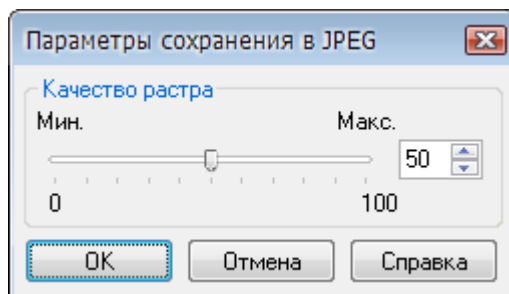 Параметры сохранения в JPEG
Качество растра
Мин. Макс.
50
0 100
OK Отмена Справка